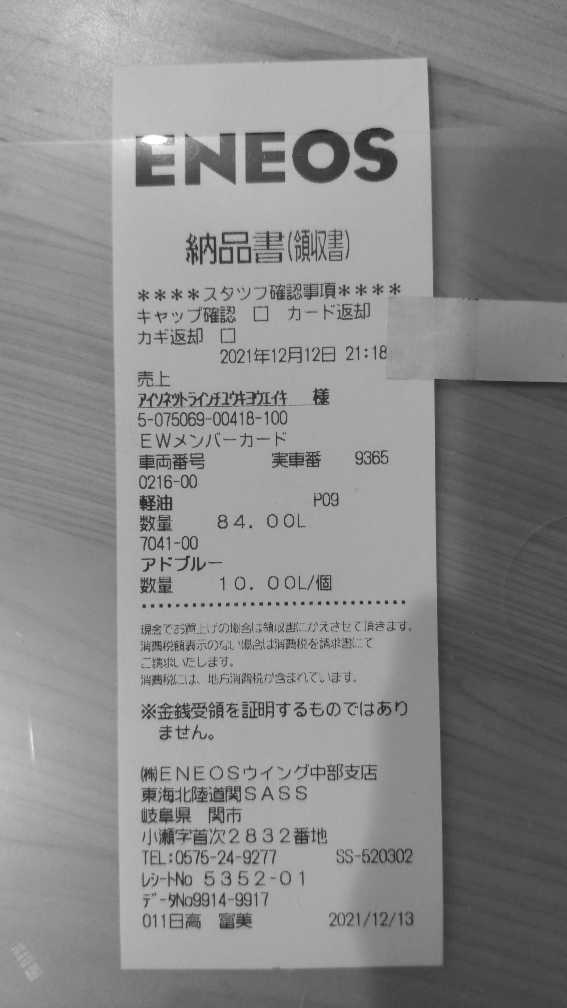 ENEOS
納品書(領収書)
＊＊＊＊スタッフ確認事項＊＊＊＊
キャップ確認 □ カード返却
カギ返却 □
2021年12月12日 21:18
売上
ｱｲｿﾈｯﾄﾗｲﾝﾁﾕｳｷﾖｳｴｲｷ 様
5-075069-00418-100
ＥＷメンバーカード
車両番号 実車番 9365
0216-00
軽油 P09
数量 ８４．００L
7041-00
アドブルー
数量 １０．００L/個
現金でお買上げの場合は領収書にかえさせて頂きます。
消費税額表示のない場合は消費税を請求書にて
ご請求いたします。
消費税には、地方消費税が含まれています。
※金銭受領を証明するものではあり
ません。
㈱ＥＮＥＯＳウイング中部支店
東海北陸道関ＳＡＳＳ
岐阜県 関市
小瀬字首次２８３２番地
TEL:0575-24-9277 SS-520302
ﾚｼｰﾄNo ５３５２-０１
ﾃﾞｰﾀNo9914-9917
011日高 富美 2021/12/13